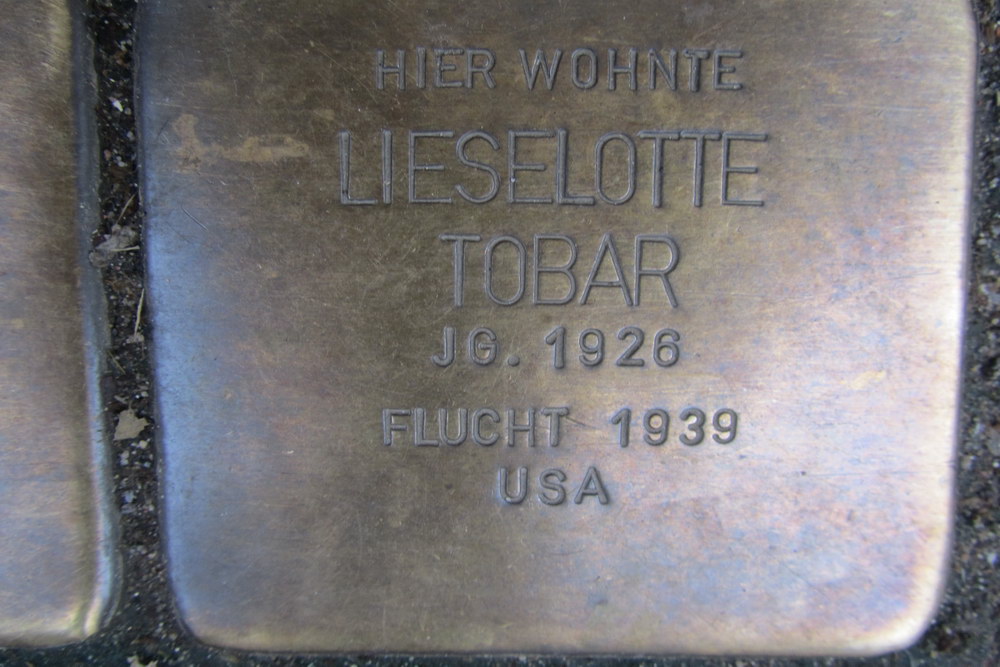 HIER WOHNTE
LIESELOTTE
TOBAR
JG. 1926
FLUCHT 1939
USA